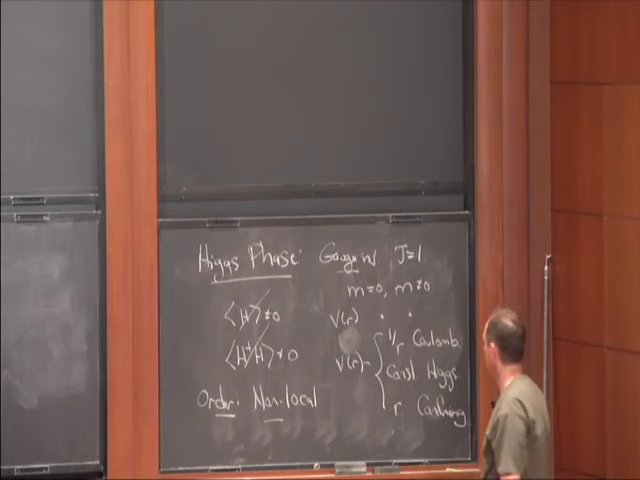 Higgs "Phase" Gauge W J=1
m=0, m≠0
⟨H⟩≠0
V(r) . .
⟨H†H⟩≠0
V(r)~ { 1/r Coulomb
Const. Higgs.
r Confining
Order: Non-local